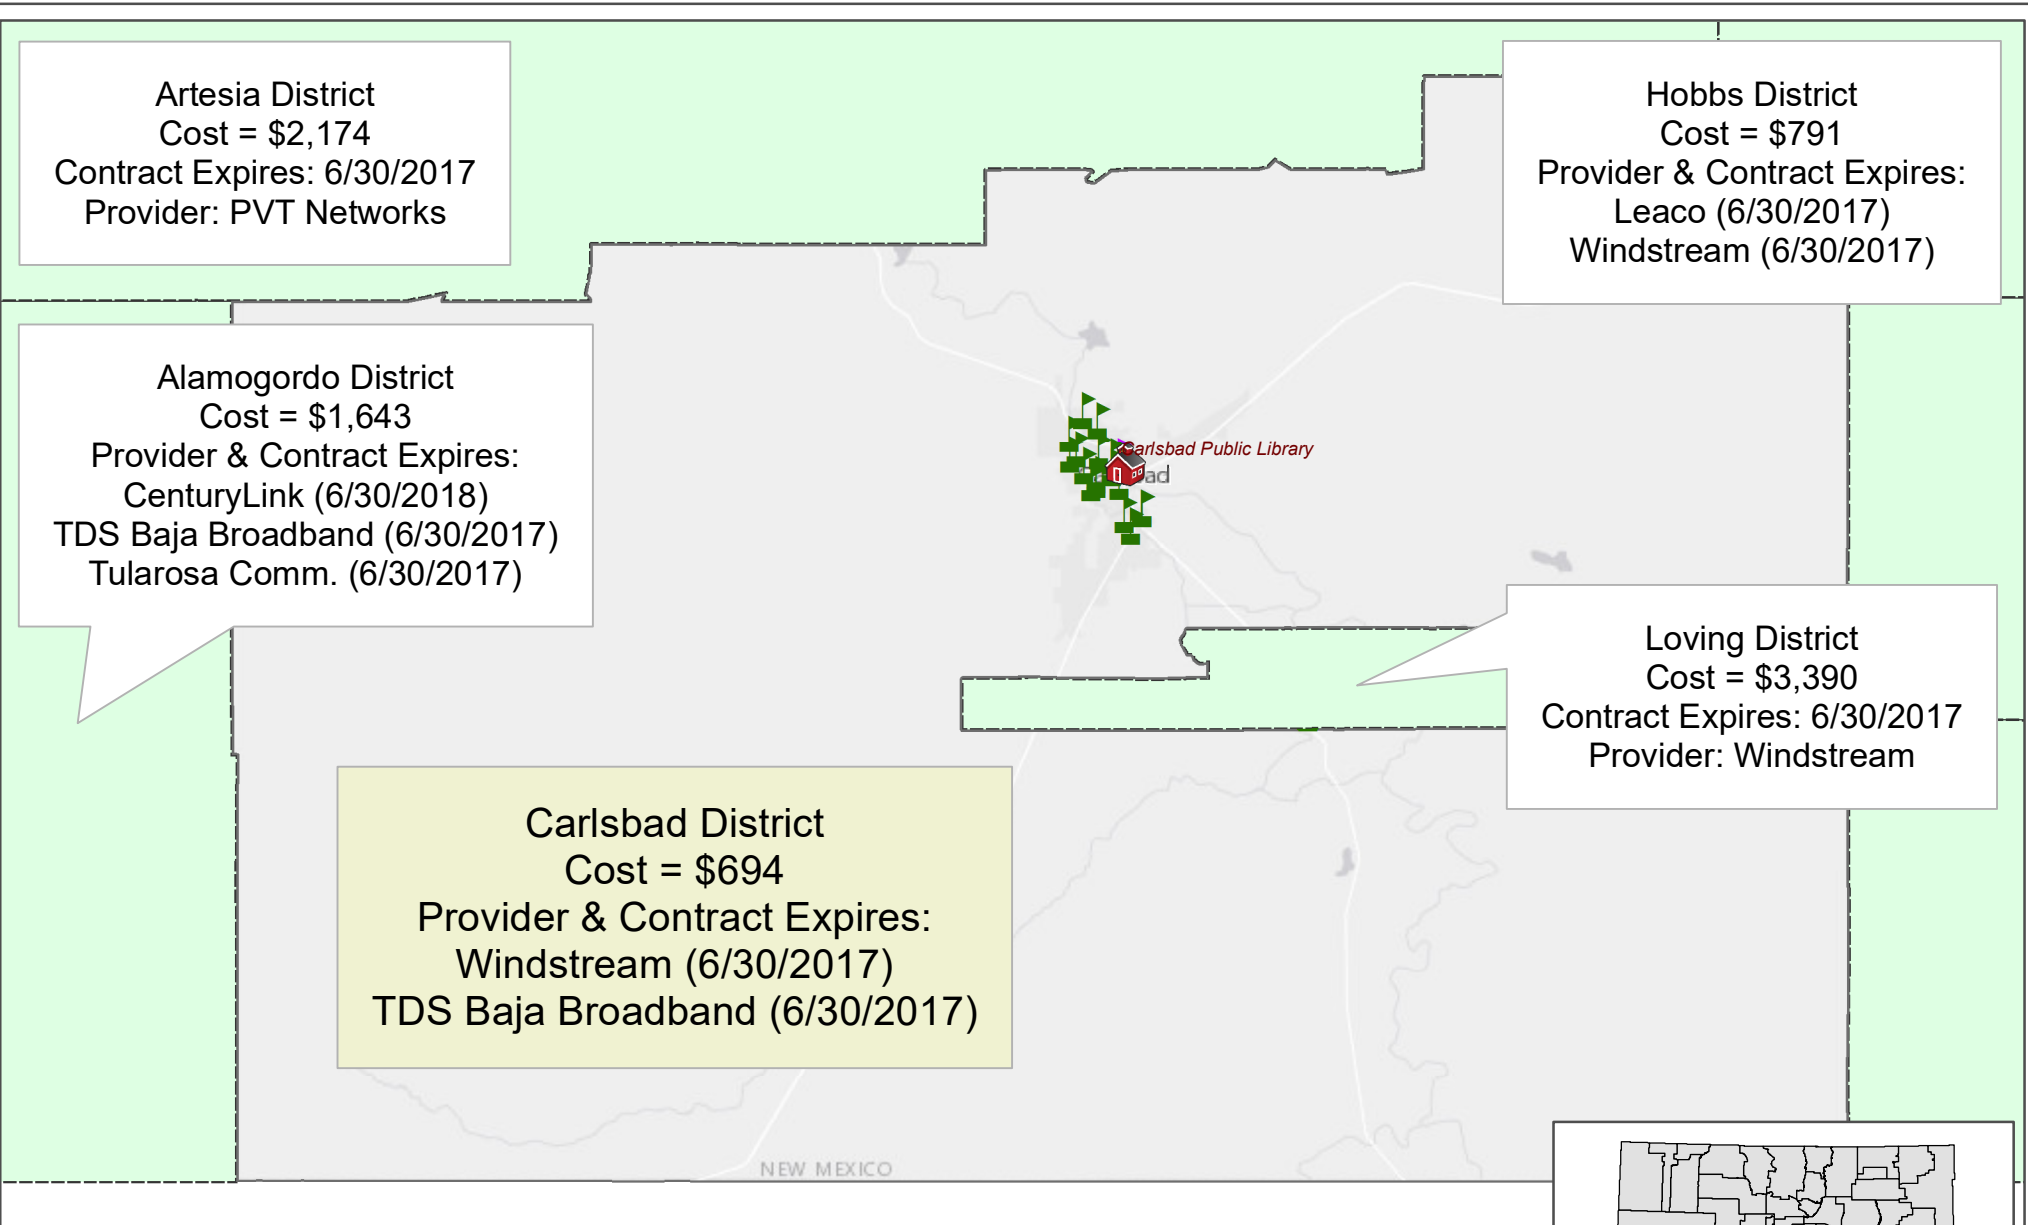 Artesia District
Cost = $2,174
Contract Expires: 6/30/2017
Provider: PVT Networks
Hobbs District
Cost = $791
Provider & Contract Expires:
Leaco (6/30/2017)
Windstream (6/30/2017)
Alamogordo District
Cost = $1,643
Provider & Contract Expires:
CenturyLink (6/30/2018)
TDS Baja Broadband (6/30/2017)
Tularosa Comm. (6/30/2017)
Carlsbad Public Library
Loving District
Cost = $3,390
Contract Expires: 6/30/2017
Provider: Windstream
Carlsbad District
Cost = $694
Provider & Contract Expires:
Windstream (6/30/2017)
TDS Baja Broadband (6/30/2017)
NEW MEXICO